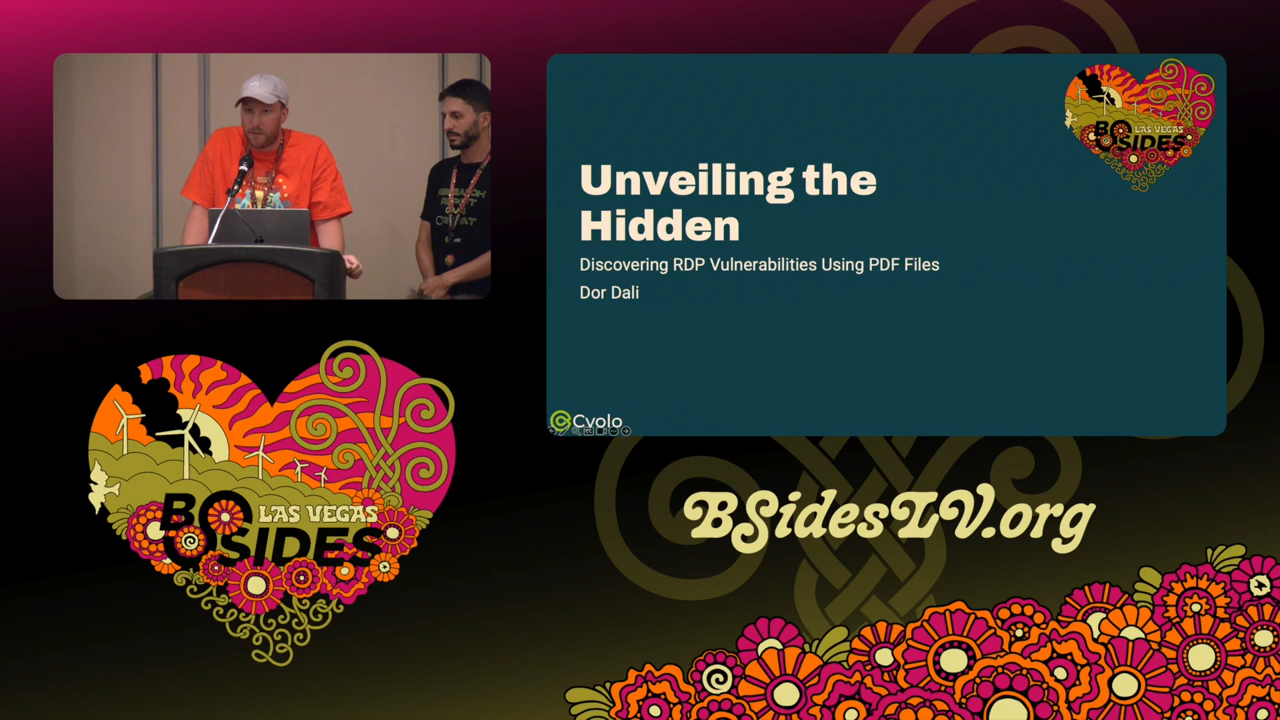 Unveiling the
Hidden
Discovering RDP Vulnerabilities Using PDF Files
Dor Dali
Cyolo
LAS VEGAS
BSIDES
BSidesLV.org
LAS VEGAS
BSIDES